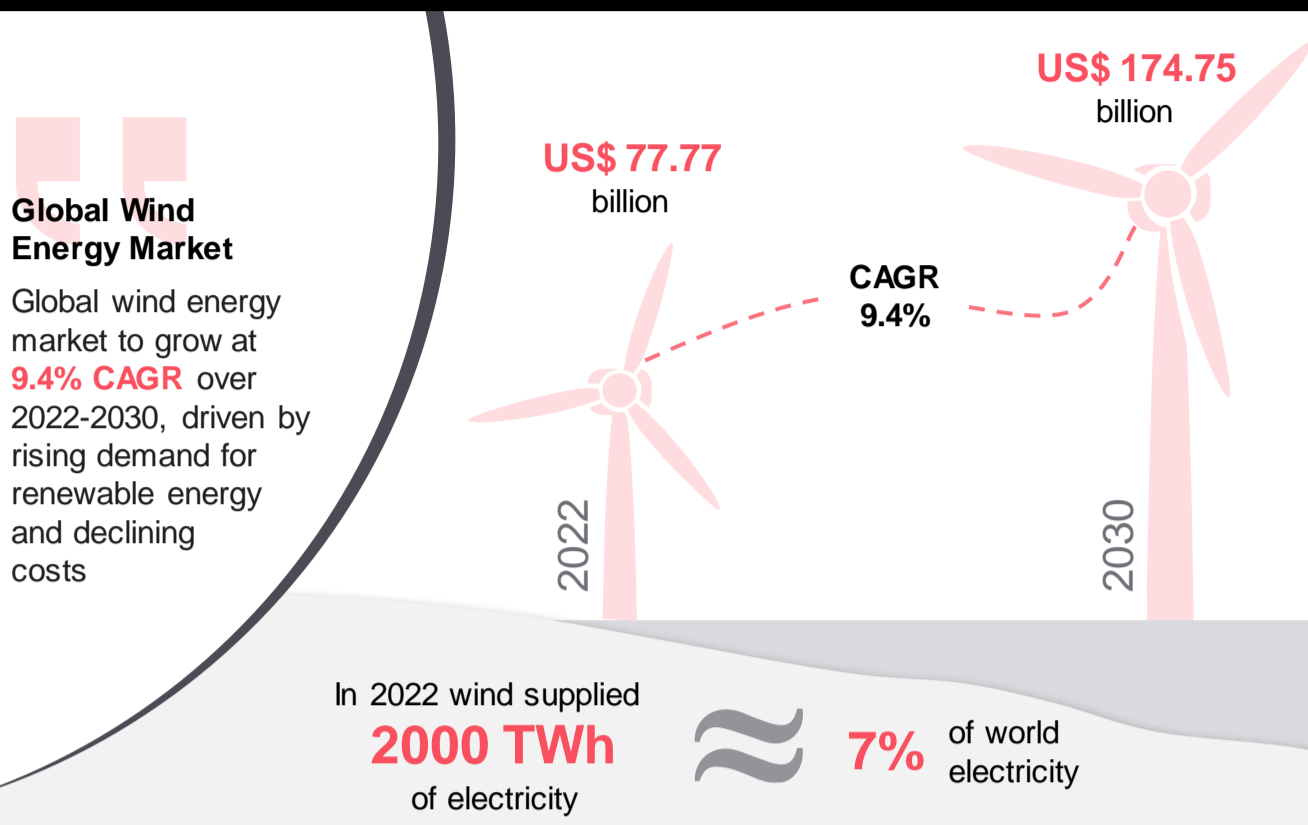 Global Wind
Energy Market
Global wind energy
market to grow at
9.4% CAGR over
2022-2030, driven by
rising demand for
renewable energy
and declining
costs
US$ 77.77
billion
2022
CAGR
9.4%
US$ 174.75
billion
2030
In 2022 wind supplied
2000 TWh
of electricity
≈
7%
of world
electricity